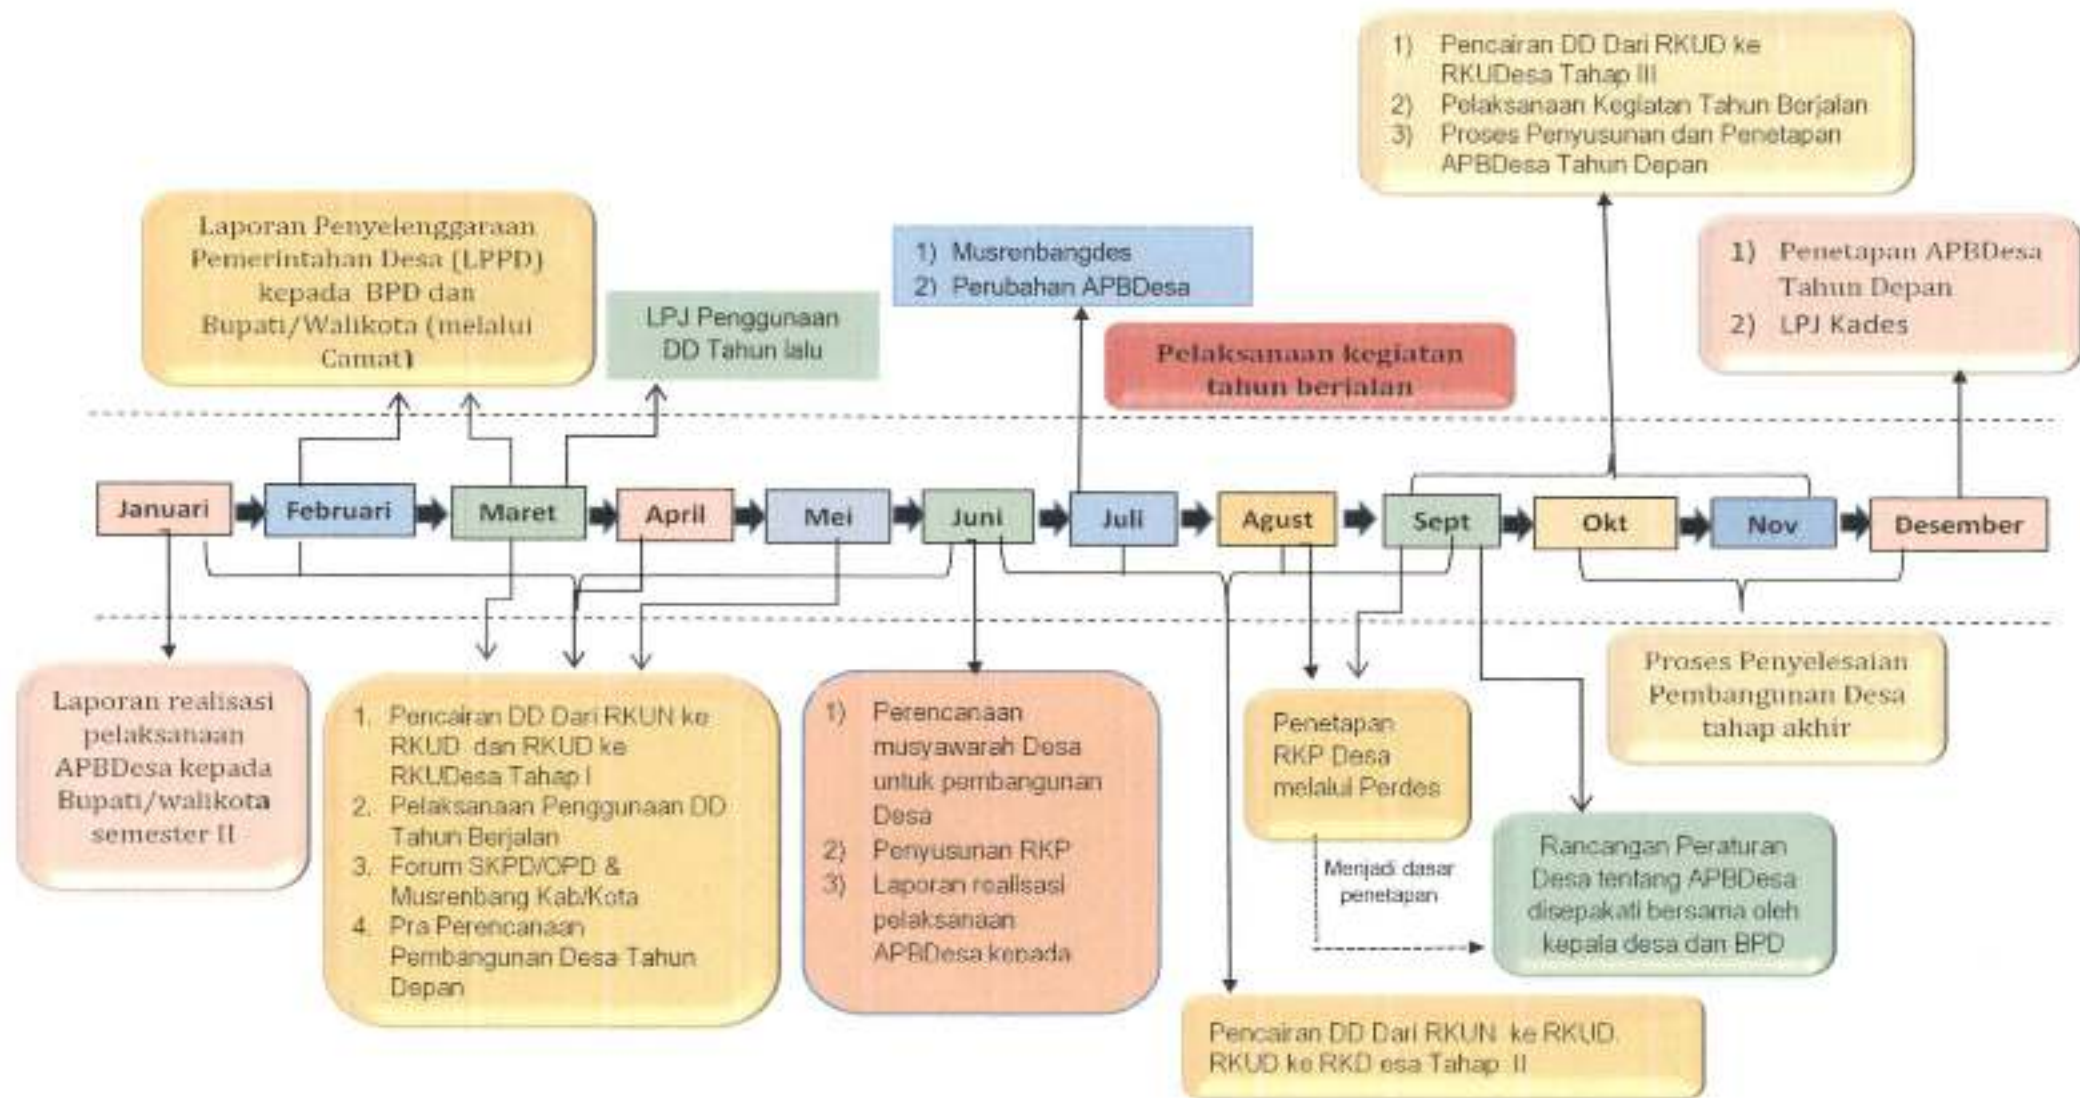 1) Pencairan DD Dari RKUD ke
RKUDesa Tahap III
2) Pelaksanaan Kegiatan Tahun Berjalan
3) Proses Penyusunan dan Penetapan
APBDesa Tahun Depan
Laporan Penyelenggaraan
Pemerintahan Desa (LPPD)
kepada BPD dan
Bupati/Walikota (melalui
Camat)
LPJ Penggunaan
DD Tahun lalu
1) Musrenbangdes
2) Perubahan APBDesa
Pelaksanaan kegiatan
tahun berjalan
1) Penetapan APBDesa
Tahun Depan
2) LPJ Kades
Januari
Februari
Maret
April
Mei
Juni
Juli
Agust
Sept
Okt
Nov
Desember
Laporan realisasi
pelaksanaan
APBDesa kepada
Bupati/walikota
semester II
1. Pencairan DD Dari RKUN ke
RKUD dan RKUD ke
RKUDesa Tahap I
2. Pelaksanaan Penggunaan DD
Tahun Berjalan
3. Forum SKPD/OPD &
Musrenbang Kab/Kota
4. Pra Perencanaan
Pembangunan Desa Tahun
Depan
1) Perencanaan
musyawarah Desa
untuk pembangunan
Desa
2) Penyusunan RKP
3) Laporan realisasi
pelaksanaan
APBDesa kepada
Penetapan
RKP Desa
melalui Perdes
Menjadi dasar
penetapan
Proses Penyelesaian
Pembangunan Desa
tahap akhir
Rancangan Peraturan
Desa tentang APBDesa
disepakati bersama oleh
kepala desa dan BPD
Pencairan DD Dari RKUN ke RKUD.
RKUD ke RKD esa Tahap II